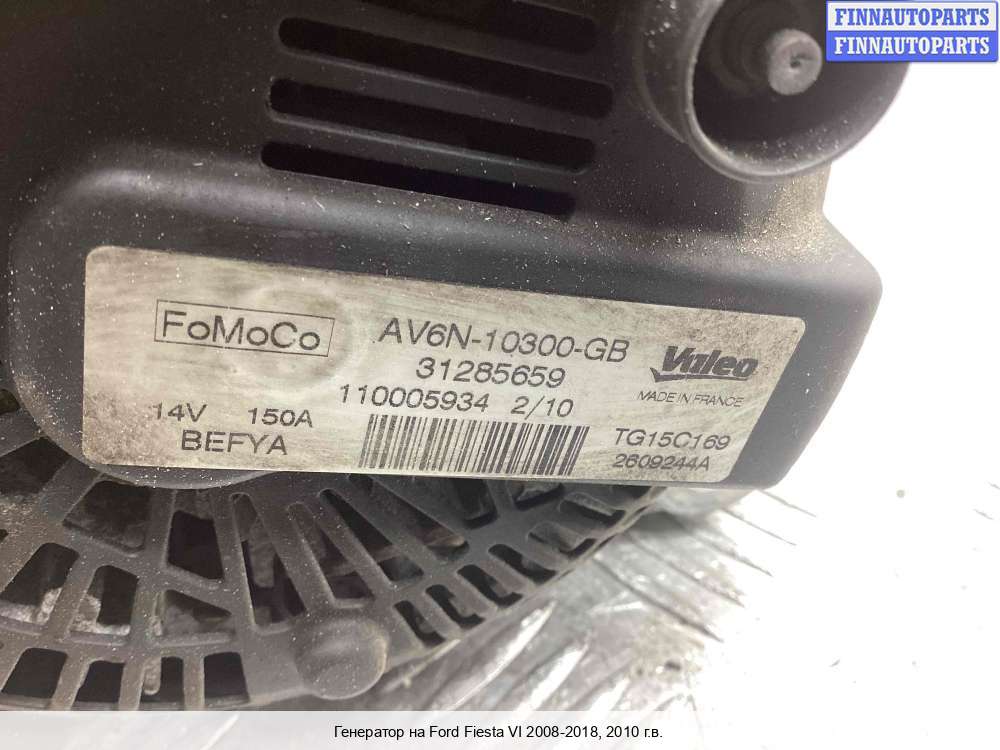 FINNAUTOPARTS
FINNAUTOPARTS
FoMoCo
AV6N-10300-GB
31285659
110005934 2/10
Valeo
MADE IN FRANCE
14V 150A
BEFYA
TG15C169
2609244A
Генератор на Ford Fiesta VI 2008-2018, 2010 г.в.